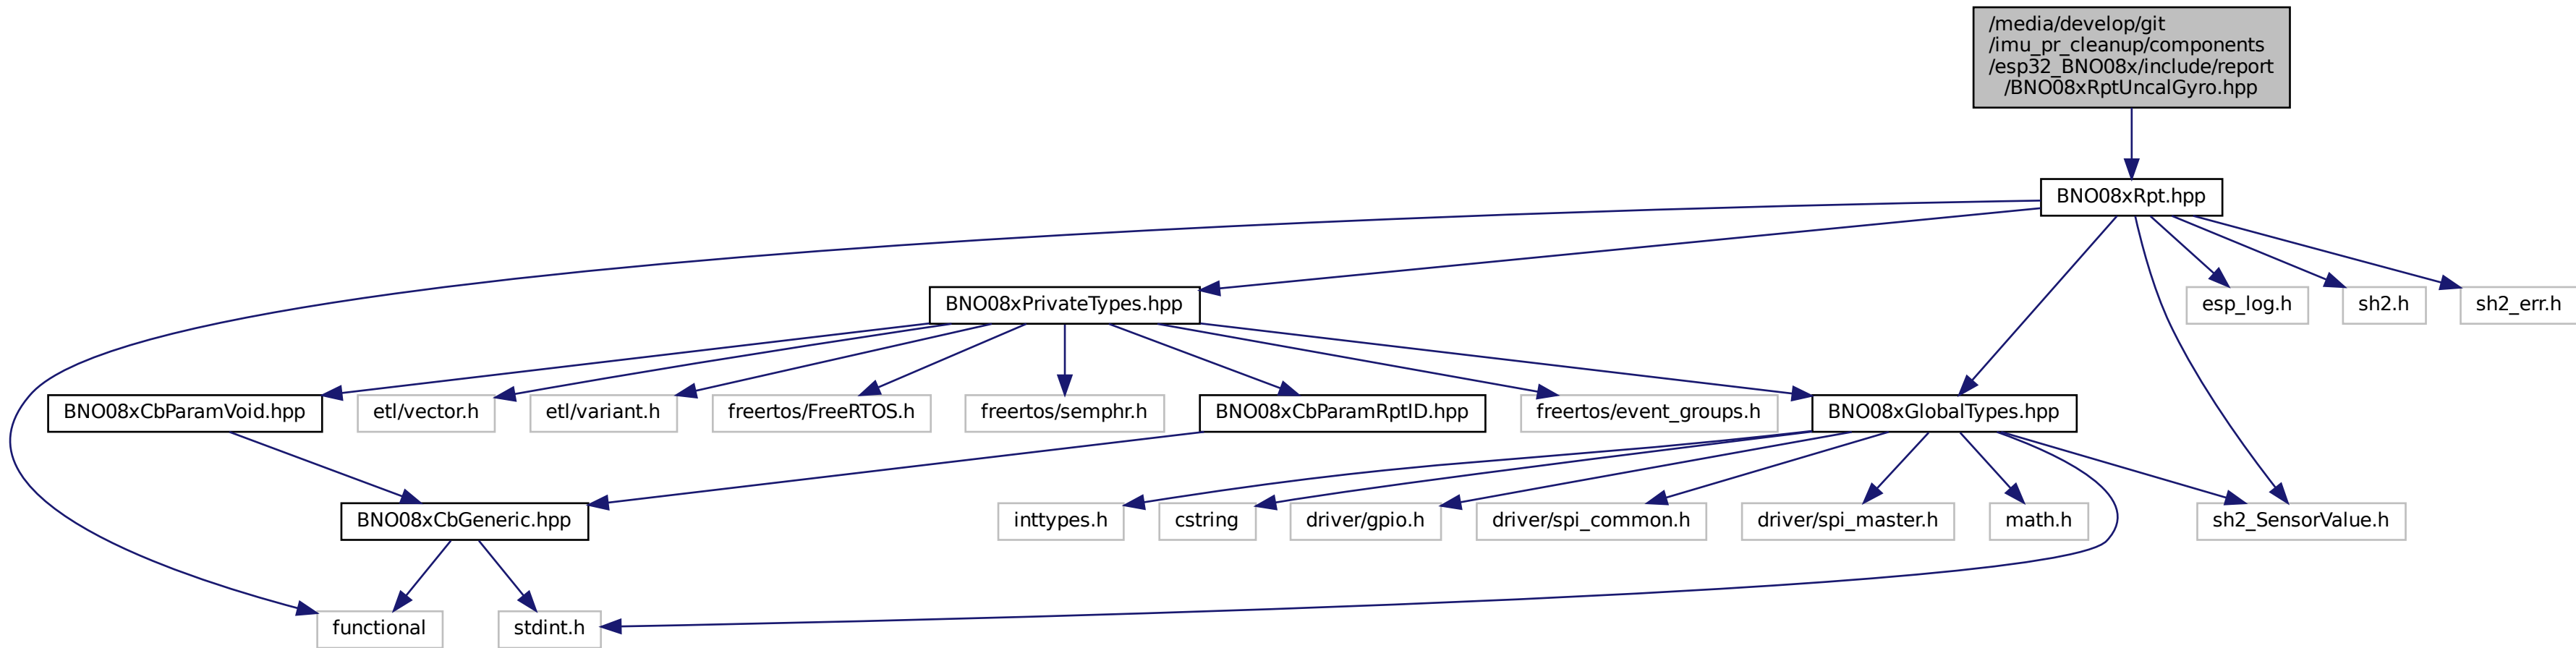 /media/develop/git
/imu_pr_cleanup/components
/esp32_BNO08x/include/report
/BNO08xRptUncalGyro.hpp
BNO08xRpt.hpp
BNO08xPrivateTypes.hpp
esp_log.h
sh2.h
sh2_err.h
BNO08xCbParamVoid.hpp
etl/vector.h
etl/variant.h
freertos/FreeRTOS.h
freertos/semphr.h
BNO08xCbParamRptID.hpp
freertos/event_groups.h
BNO08xGlobalTypes.hpp
BNO08xCbGeneric.hpp
inttypes.h
cstring
driver/gpio.h
driver/spi_common.h
driver/spi_master.h
math.h
sh2_SensorValue.h
functional
stdint.h